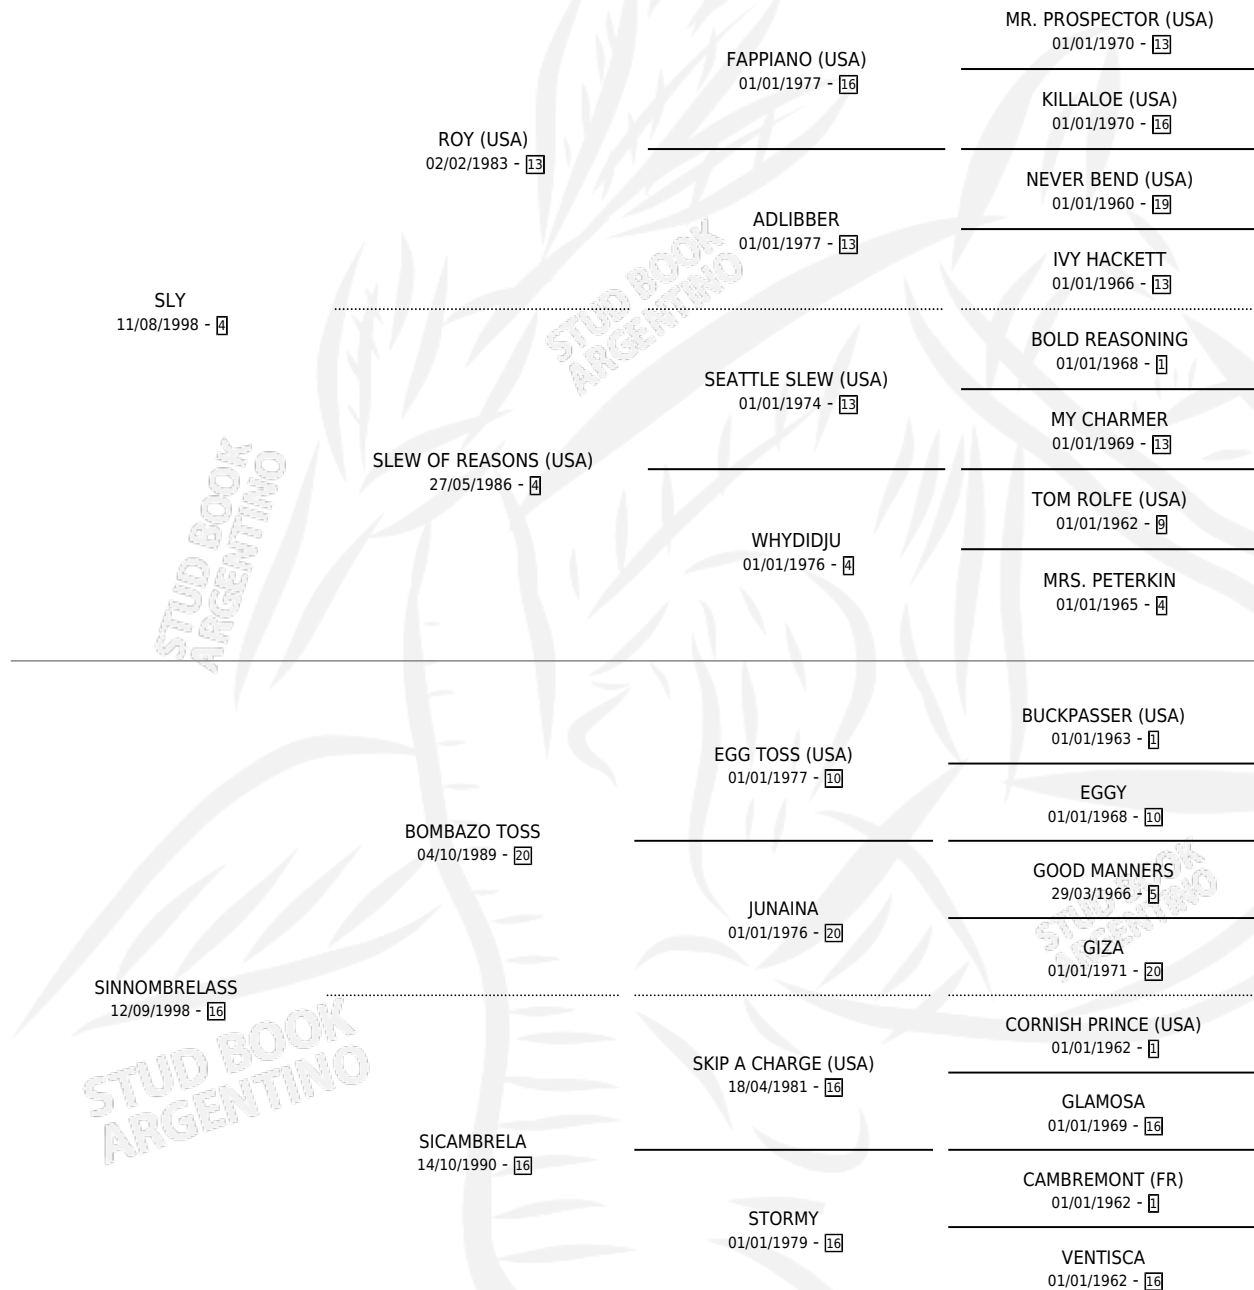 MR. PROSPECTOR (USA)
01/01/1970 - 13
FAPPIANO (USA)
01/01/1977 - 16
KILLALOE (USA)
01/01/1970 - 16
ROY (USA)
02/02/1983 - 13
NEVER BEND (USA)
01/01/1960 - 19
ADLIBBER
01/01/1977 - 13
IVY HACKETT
01/01/1966 - 13
SLY
11/08/1998 - 4
BOLD REASONING
01/01/1968 - 1
SEATTLE SLEW (USA)
01/01/1974 - 13
MY CHARMER
01/01/1969 - 13
SLEW OF REASONS (USA)
27/05/1986 - 4
TOM ROLFE (USA)
01/01/1962 - 9
WHYDIDJU
01/01/1976 - 4
MRS. PETERKIN
01/01/1965 - 4
BUCKPASSER (USA)
01/01/1963 - 1
EGG TOSS (USA)
01/01/1977 - 10
EGGY
01/01/1968 - 10
BOMBAZO TOSS
04/10/1989 - 20
GOOD MANNERS
29/03/1966 - 5
JUNAINA
01/01/1976 - 20
GIZA
01/01/1971 - 20
SINNOMBRELASS
12/09/1998 - 16
CORNISH PRINCE (USA)
01/01/1962 - 1
SKIP A CHARGE (USA)
18/04/1981 - 16
GLAMOSA
01/01/1969 - 16
SICAMBRELA
14/10/1990 - 16
CAMBREMONT (FR)
01/01/1962 - 1
STORMY
01/01/1979 - 16
VENTISCA
01/01/1962 - 16
STUD BOOK
ARGENTINO
STUD BOOK
ARGENTINO
STUD BOOK
ARGENTINO
STUD BOOK
ARGENTINO